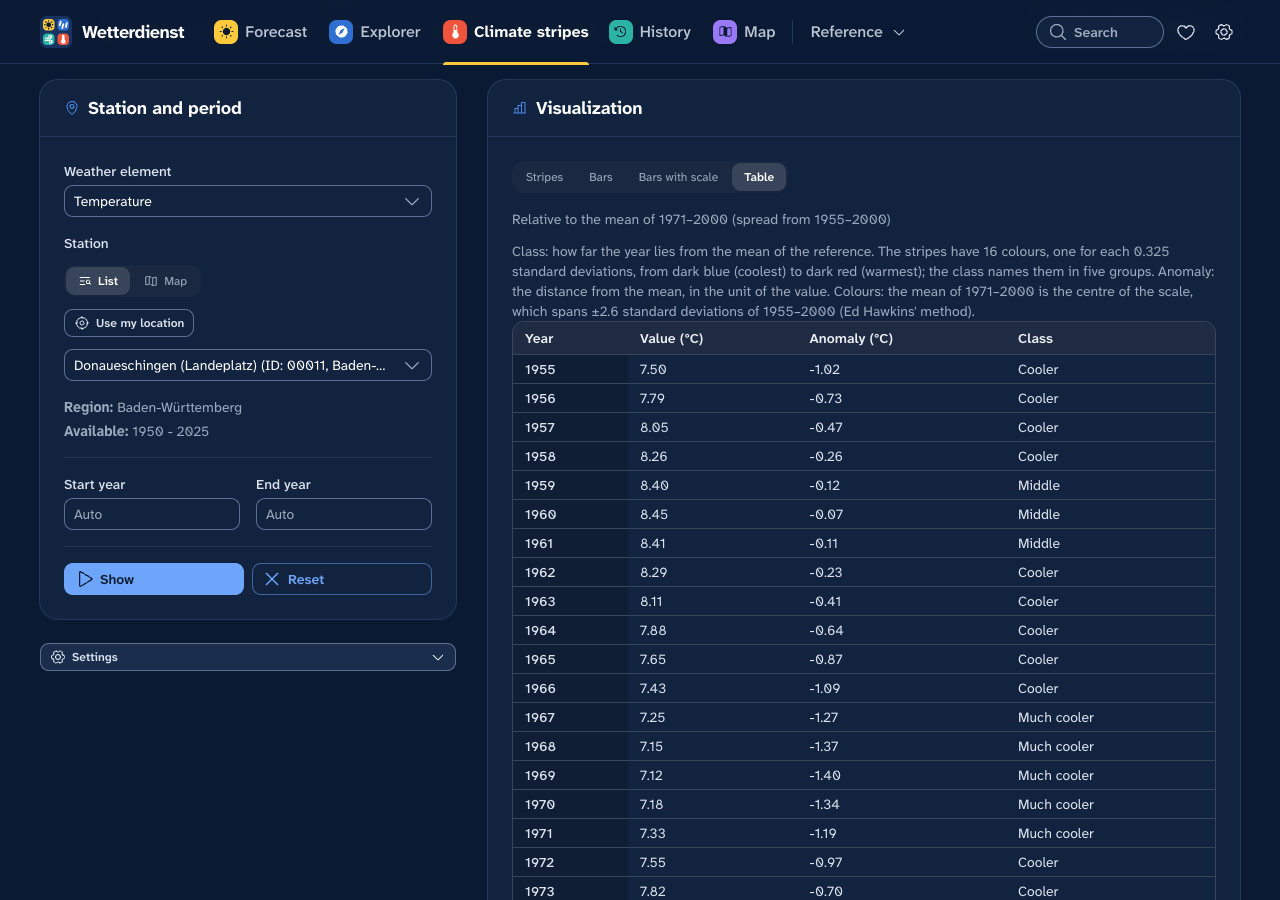 Wetterdienst Forecast Explorer Climate stripes History Map Reference Search
Station and period
Weather element
Temperature
Station
List Map
Use my location
Donaueschingen (Landeplatz) (ID: 00011, Baden-...
Region: Baden-Württemberg
Available: 1950 - 2025
Start year End year
Auto Auto
Show Reset
Settings
Visualization
Stripes Bars Bars with scale Table
Relative to the mean of 1971–2000 (spread from 1955–2000)
Class: how far the year lies from the mean of the reference. The stripes have 16 colours, one for each 0.325
standard deviations, from dark blue (coolest) to dark red (warmest); the class names them in five groups. Anomaly:
the distance from the mean, in the unit of the value. Colours: the mean of 1971–2000 is the centre of the scale,
which spans ±2.6 standard deviations of 1955–2000 (Ed Hawkins' method).
Year Value (°C) Anomaly (°C) Class
1955 7.50 -1.02 Cooler
1956 7.79 -0.73 Cooler
1957 8.05 -0.47 Cooler
1958 8.26 -0.26 Cooler
1959 8.40 -0.12 Middle
1960 8.45 -0.07 Middle
1961 8.41 -0.11 Middle
1962 8.29 -0.23 Cooler
1963 8.11 -0.41 Cooler
1964 7.88 -0.64 Cooler
1965 7.65 -0.87 Cooler
1966 7.43 -1.09 Cooler
1967 7.25 -1.27 Much cooler
1968 7.15 -1.37 Much cooler
1969 7.12 -1.40 Much cooler
1970 7.18 -1.34 Much cooler
1971 7.33 -1.19 Much cooler
1972 7.55 -0.97 Cooler
1973 7.82 -0.70 Cooler